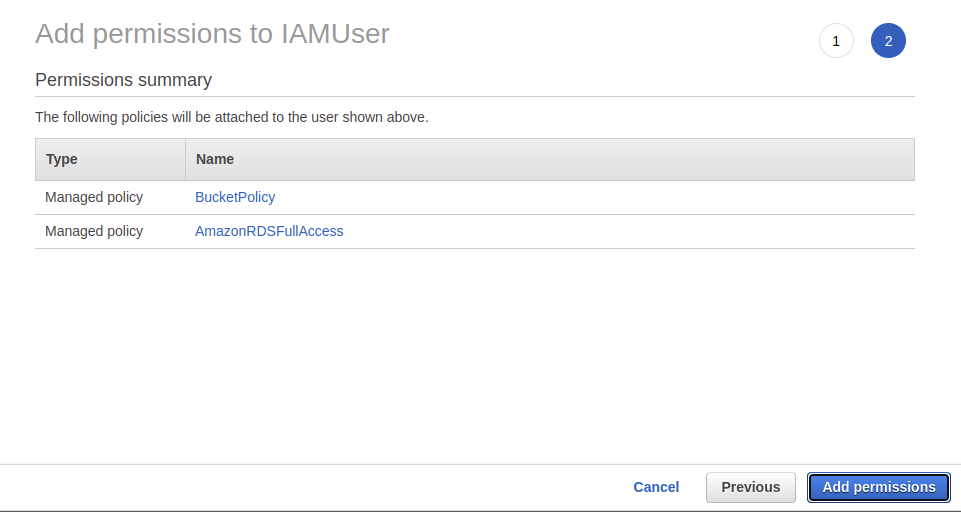 Add permissions to IAMUser
1 2
Permissions summary
The following policies will be attached to the user shown above.
Type Name
Managed policy BucketPolicy
Managed policy AmazonRDSFullAccess
Cancel Previous Add permissions